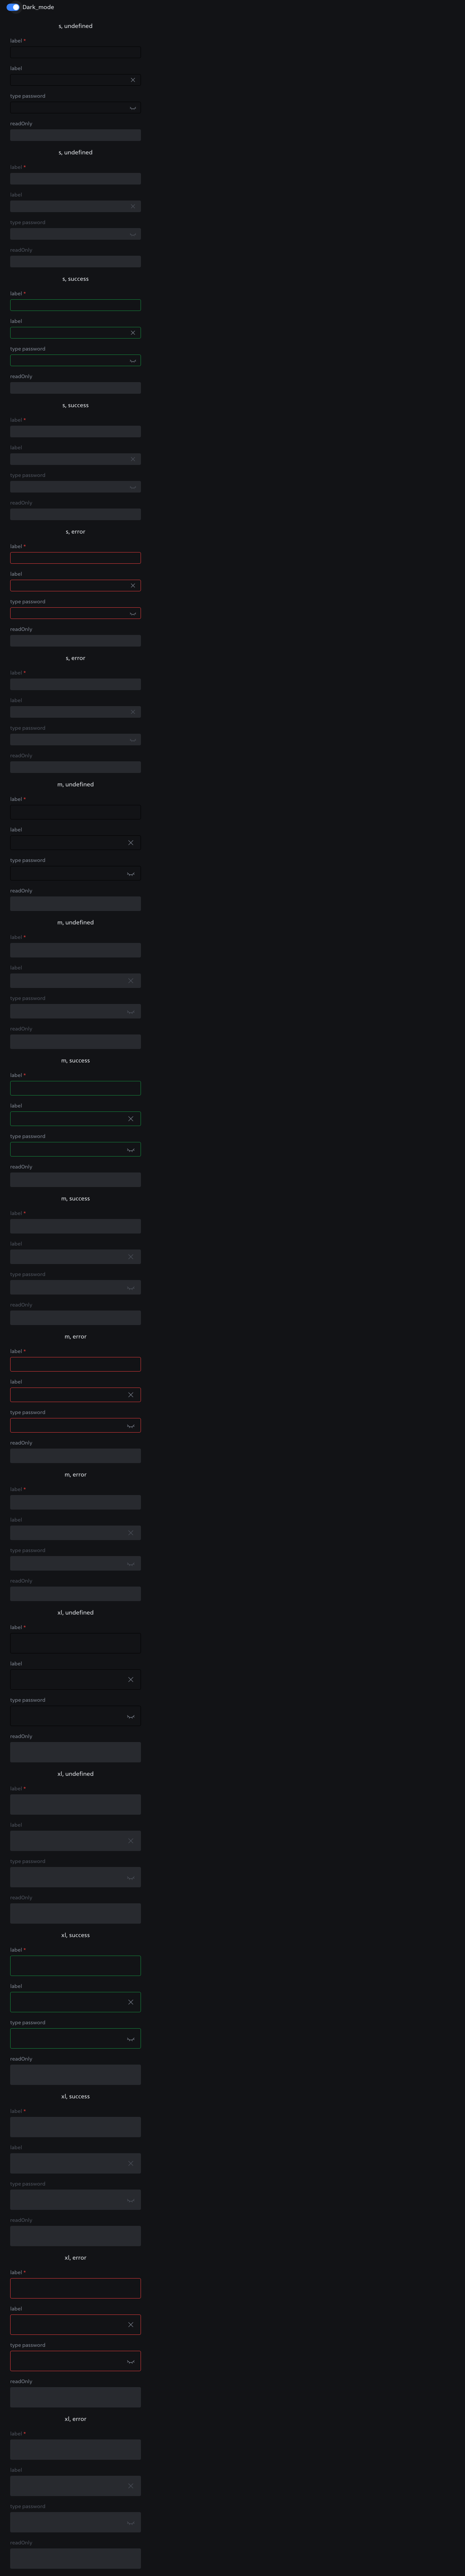 Dark_mode
s, undefined
label *
label
type password
readOnly
s, undefined
label *
label
type password
readOnly
s, success
label *
label
type password
readOnly
s, success
label *
label
type password
readOnly
s, error
label *
label
type password
readOnly
s, error
label *
label
type password
readOnly
m, undefined
label *
label
type password
readOnly
m, undefined
label *
label
type password
readOnly
m, success
label *
label
type password
readOnly
m, success
label *
label
type password
readOnly
m, error
label *
label
type password
readOnly
m, error
label *
label
type password
readOnly
xl, undefined
label *
label
type password
readOnly
xl, undefined
label *
label
type password
readOnly
xl, success
label *
label
type password
readOnly
xl, success
label *
label
type password
readOnly
xl, error
label *
label
type password
readOnly
xl, error
label *
label
type password
readOnly